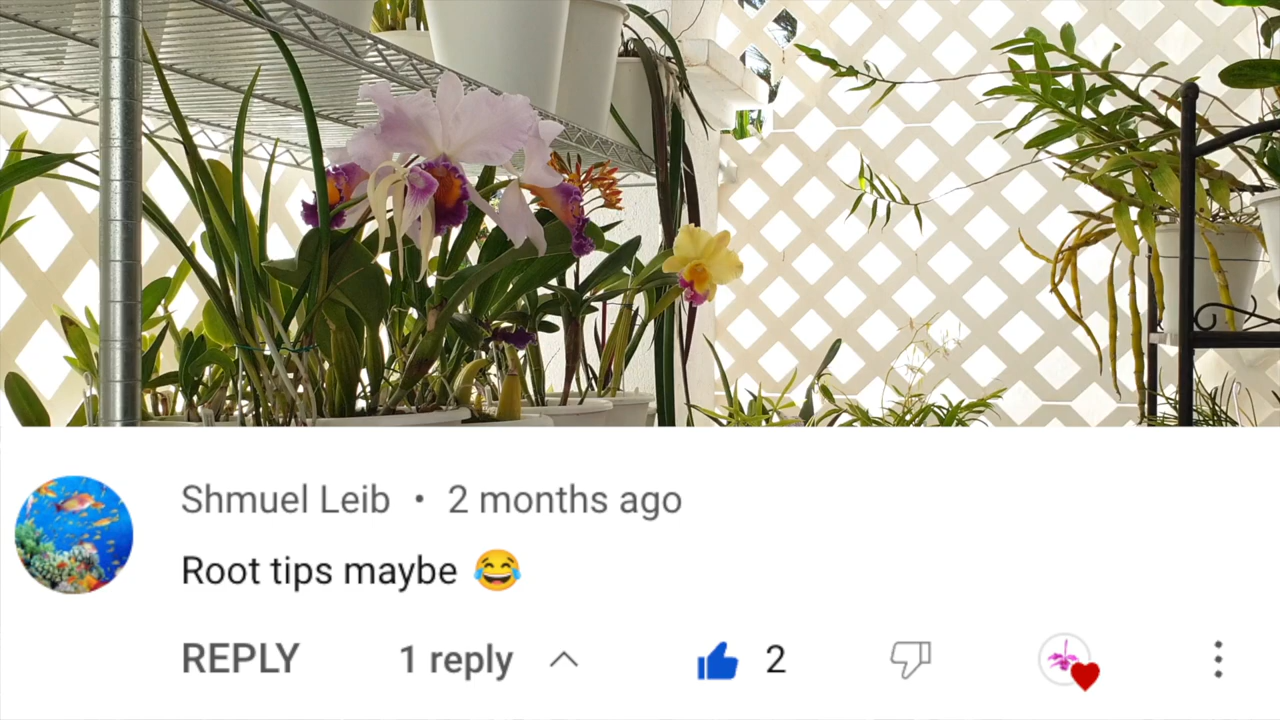 Shmuel Leib • 2 months ago
Root tips maybe 😂
REPLY 1 reply 2